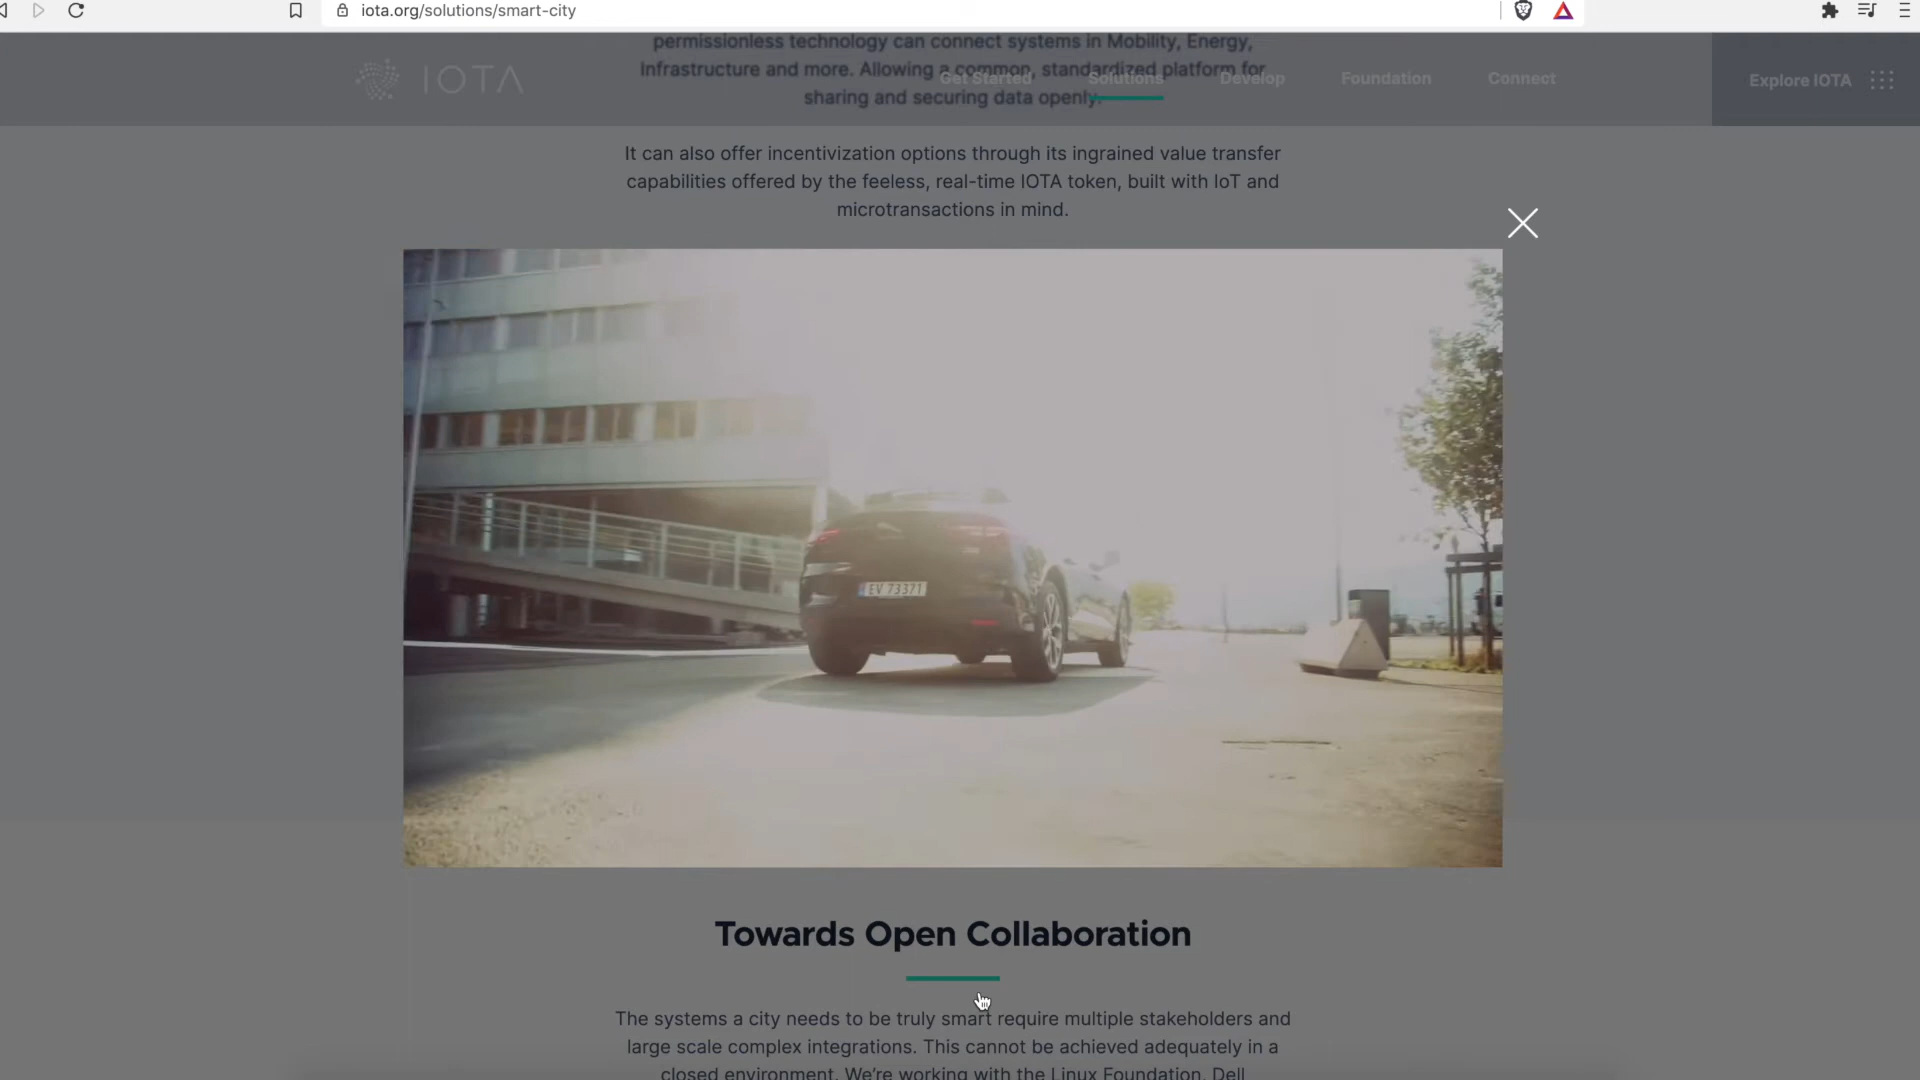 iota.org/solutions/smart-city
permissionless technology can connect systems in Mobility, Energy,
Infrastructure and more. Allowing a common, standardized platform for
sharing and securing data openly.
IOTA
Get Started
Solutions
Develop
Foundation
Connect
Explore IOTA
It can also offer incentivization options through its ingrained value transfer
capabilities offered by the feeless, real-time IOTA token, built with IoT and
microtransactions in mind.
EV 73371
Towards Open Collaboration
The systems a city needs to be truly smart require multiple stakeholders and
large scale complex integrations. This cannot be achieved adequately in a
closed environment. We're working with the Linux Foundation, Dell